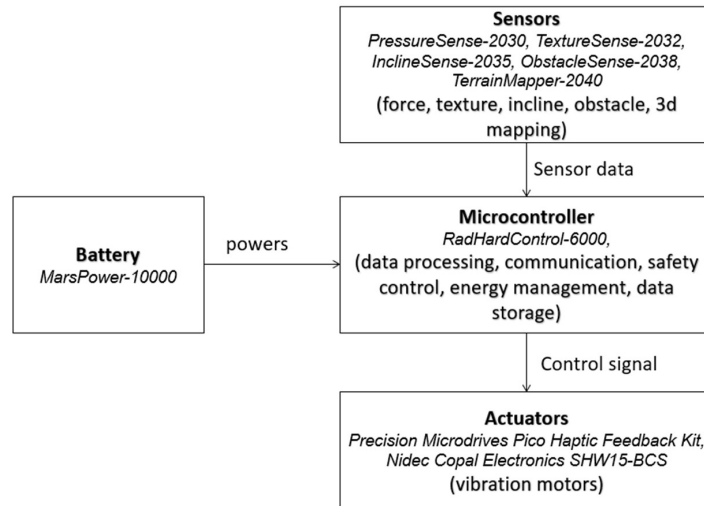 Sensors
PressureSense-2030, TextureSense-2032,
InclineSense-2035, ObstacleSense-2038,
TerrainMapper-2040
(force, texture, incline, obstacle, 3d
mapping)
Sensor data
Battery
MarsPower-10000
powers
Microcontroller
RadHardControl-6000,
(data processing, communication, safety
control, energy management, data
storage)
Control signal
Actuators
Precision Microdrives Pico Haptic Feedback Kit,
Nidec Copal Electronics SHW15-BCS
(vibration motors)